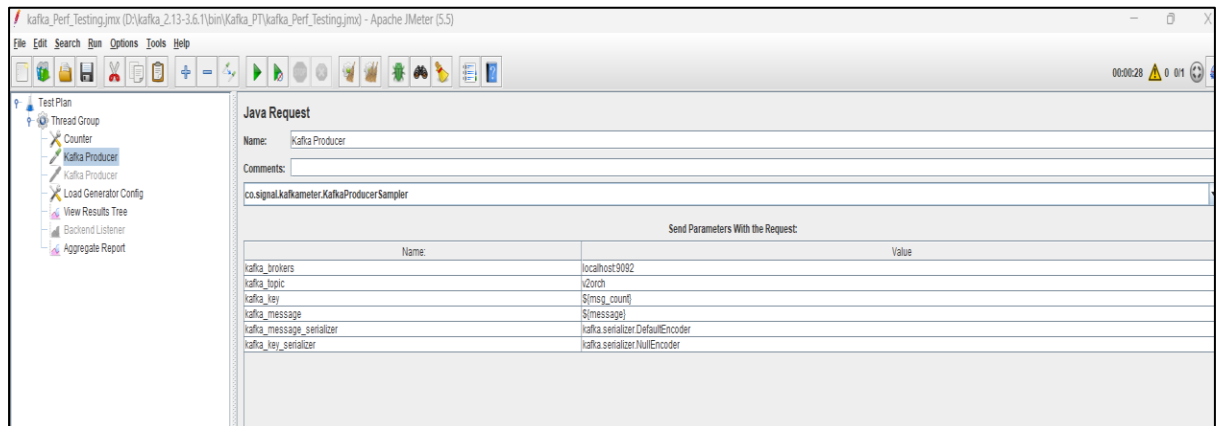 kafka_Perf_Testing.jmx (D:\kafka_2.13-3.6.1\bin\Kafka_PT\kafka_Perf_Testing.jmx) - Apache JMeter (5.5)
File Edit Search Run Options Tools Help
00:00:28 0 0/1
Test Plan
Thread Group
Counter
Kafka Producer
Kafka Producer
Load Generator Config
View Results Tree
Backend Listener
Aggregate Report
Java Request
Name: Kafka Producer
Comments:
co.signal.kafkameter.KafkaProducerSampler
Send Parameters With the Request:
Name: Value
kafka_brokers localhost:9092
kafka_topic v2orch
kafka_key ${msg_count}
kafka_message ${message}
kafka_message_serializer kafka.serializer.DefaultEncoder
kafka_key_serializer kafka.serializer.NullEncoder